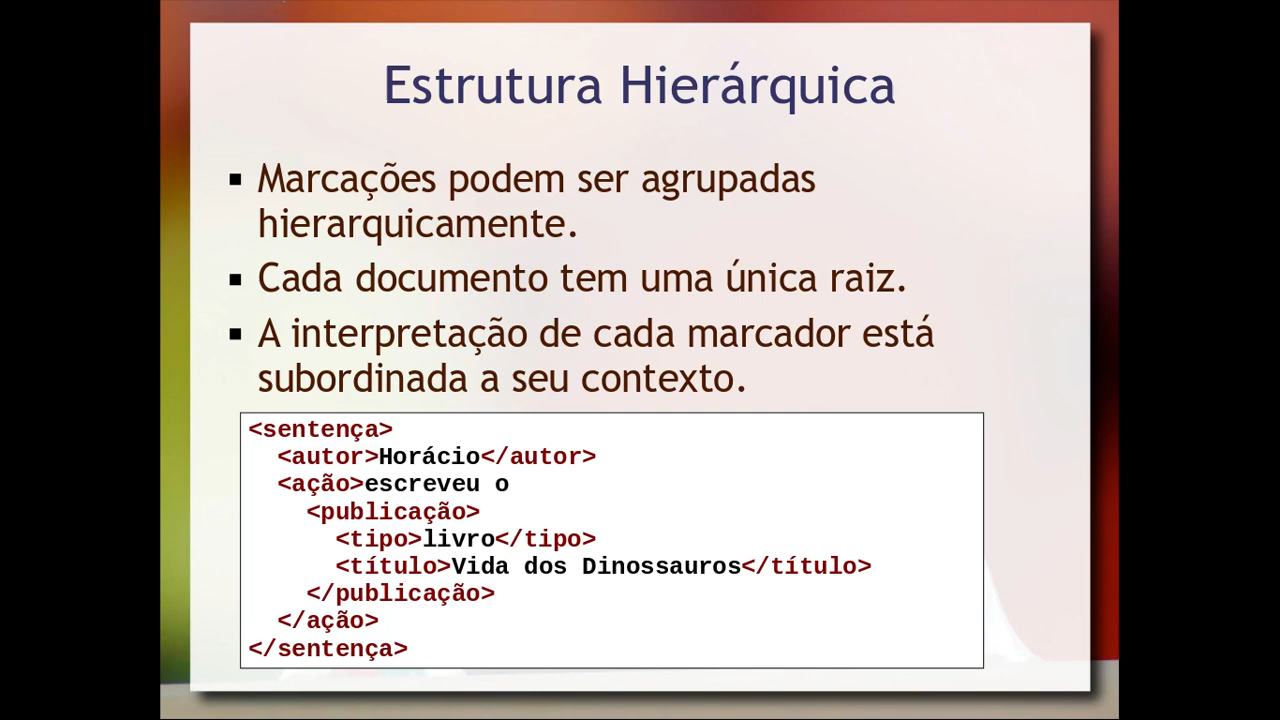 Estrutura Hierárquica
▪ Marcações podem ser agrupadas
hierarquicamente.
▪ Cada documento tem uma única raiz.
▪ A interpretação de cada marcador está
subordinada a seu contexto.
<sentença>
  <autor>Horácio</autor>
  <ação>escreveu o
    <publicação>
      <tipo>livro</tipo>
      <título>Vida dos Dinossauros</título>
    </publicação>
  </ação>
</sentença>